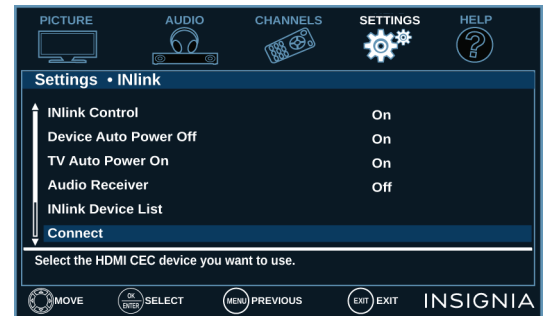 PICTURE AUDIO CHANNELS SETTINGS HELP
Settings • INlink
INlink Control On
Device Auto Power Off On
TV Auto Power On On
Audio Receiver Off
INlink Device List
Connect
Select the HDMI CEC device you want to use.
MOVE OK ENTER SELECT MENU PREVIOUS EXIT EXIT INSIGNIA